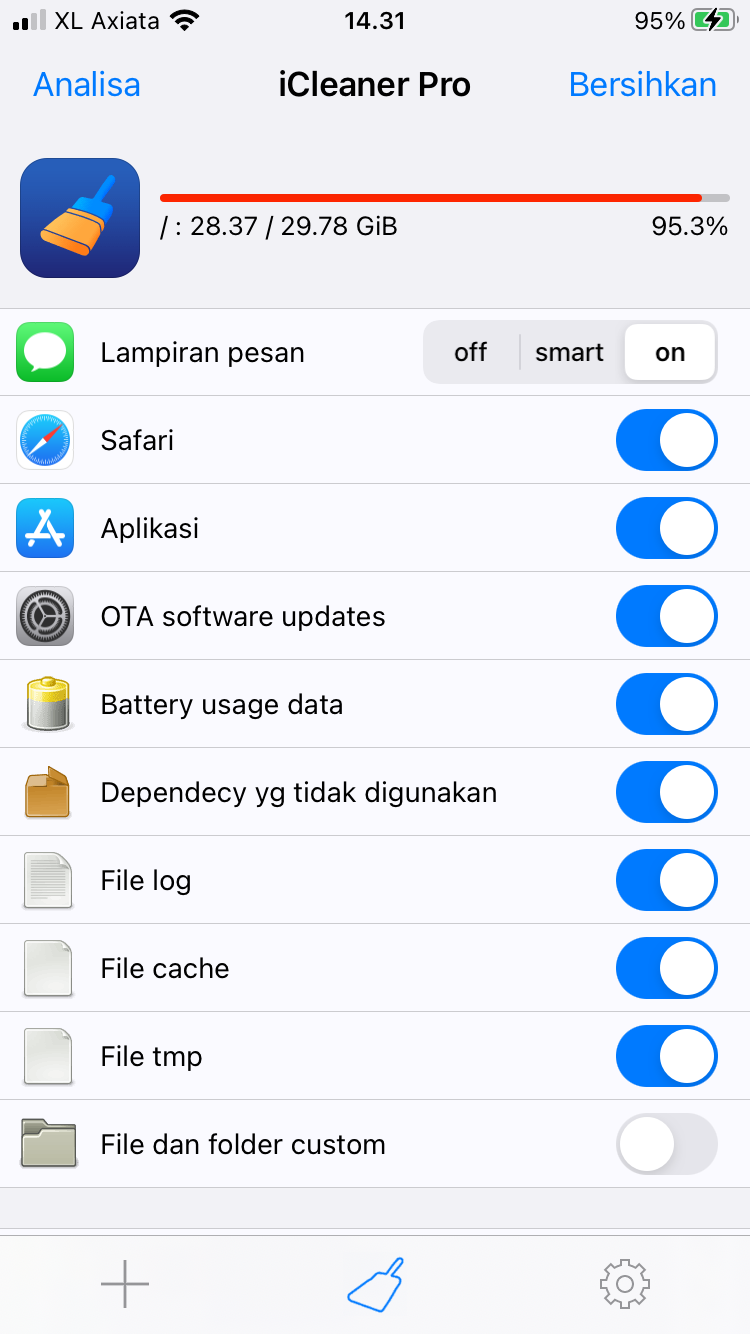 XL Axiata 14.31 95%
Analisa iCleaner Pro Bersihkan
/ : 28.37 / 29.78 GiB 95.3%
Lampiran pesan off smart on
Safari
Aplikasi
OTA software updates
Battery usage data
Dependecy yg tidak digunakan
File log
File cache
File tmp
File dan folder custom